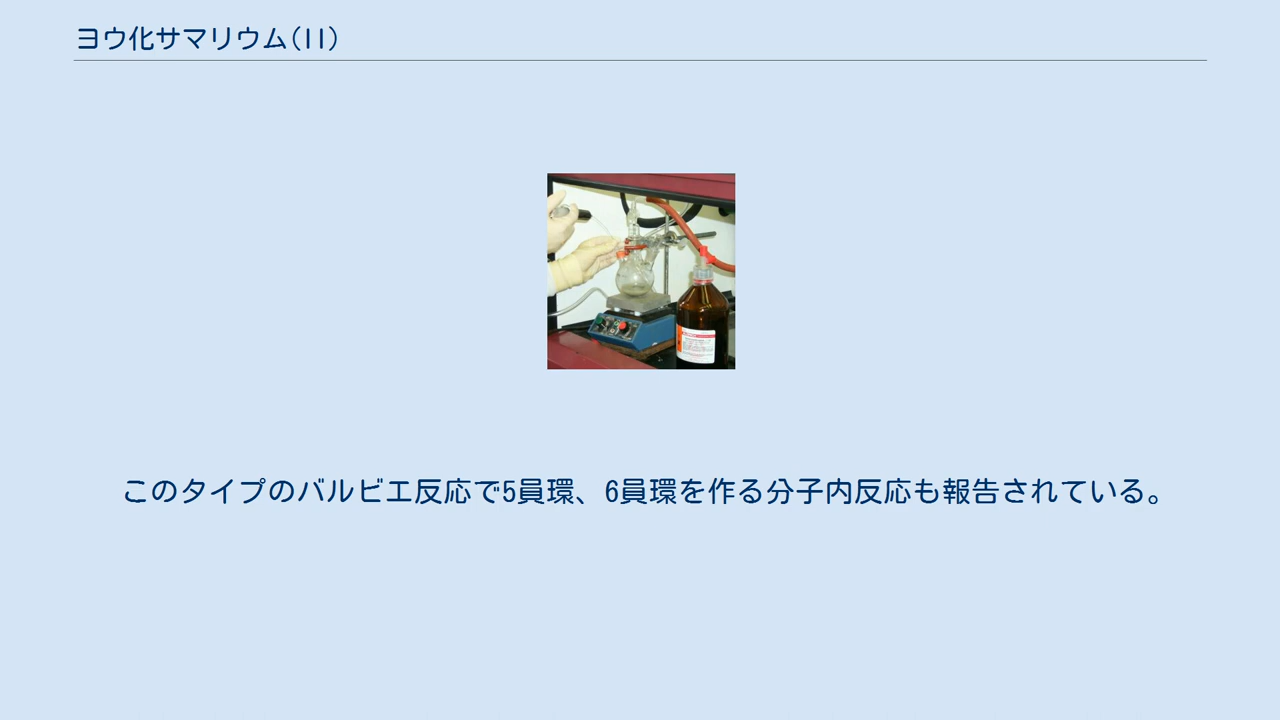 ヨウ化サマリウム(II)
このタイプのバルビエ反応で5員環、6員環を作る分子内反応も報告されている。